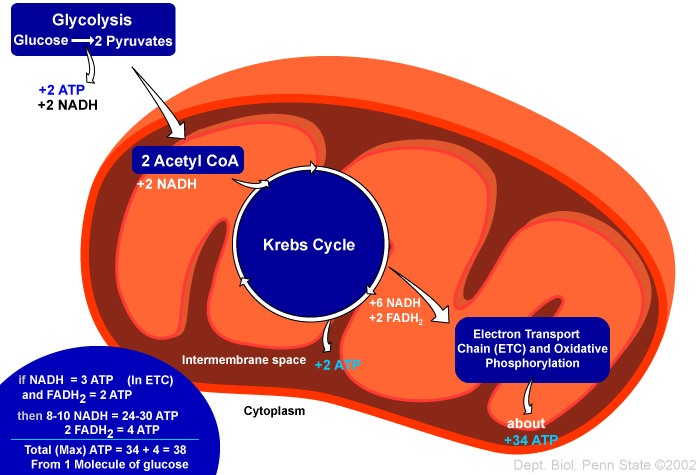 Glycolysis
Glucose → 2 Pyruvates
+2 ATP
+2 NADH
2 Acetyl CoA
+2 NADH
Krebs Cycle
+6 NADH
+2 FADH₂
Electron Transport
Chain (ETC) and Oxidative
Phosphorylation
Intermembrane space
+2 ATP
Cytoplasm
about
+34 ATP
if NADH = 3 ATP (In ETC)
and FADH₂ = 2 ATP
then 8-10 NADH = 24-30 ATP
2 FADH₂ = 4 ATP
Total (Max) ATP = 34 + 4 = 38
From 1 Molecule of glucose
Dept. Biol. Penn State ©2002